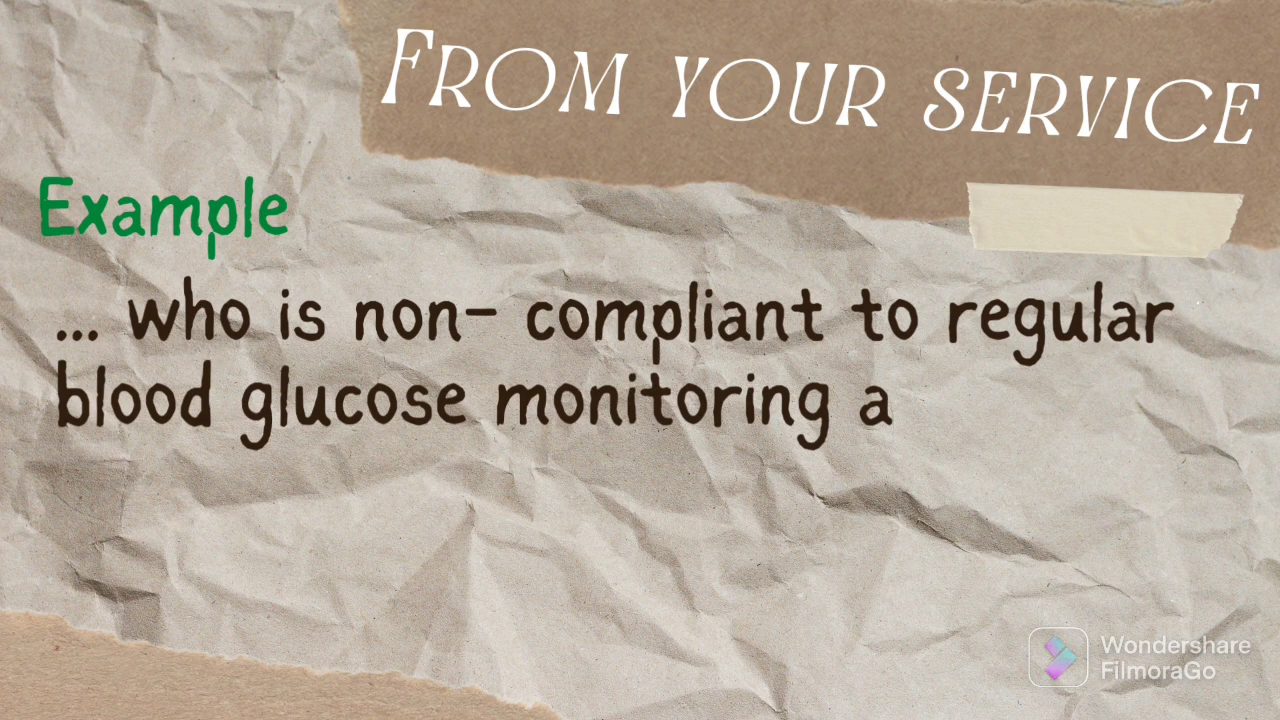 FROM YOUR SERVICE
Example
... who is non- compliant to regular
blood glucose monitoring a
Wondershare
FilmoraGo